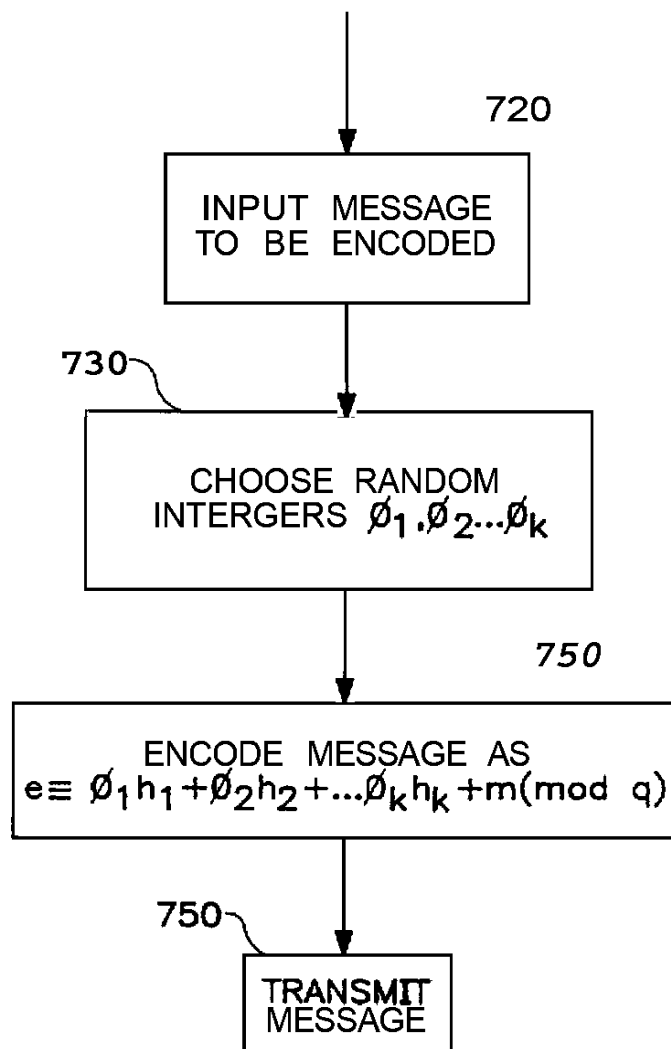 720
INPUT MESSAGE
TO BE ENCODED
730
CHOOSE RANDOM
INTERGERS Ø₁,Ø₂...Øₖ
750
ENCODE MESSAGE AS
e≡ Ø₁h₁+Ø₂h₂+...Øₖhₖ+m(mod q)
750
TRANSMIT
MESSAGE